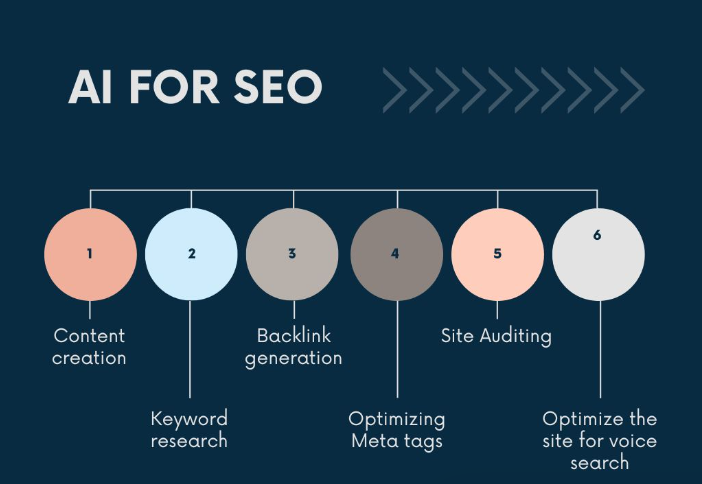 AI FOR SEO
1
2
3
4
5
6
Content
creation
Backlink
generation
Site Auditing
Keyword
research
Optimizing
Meta tags
Optimize the
site for voice
search